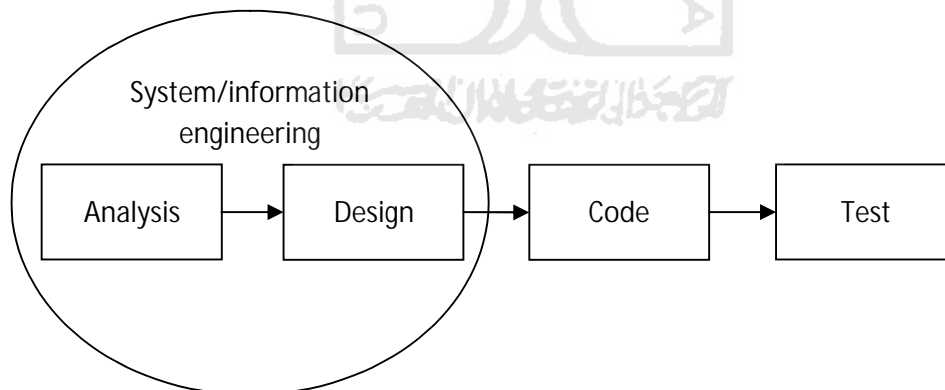 System/information
engineering
Analysis
Design
Code
Test